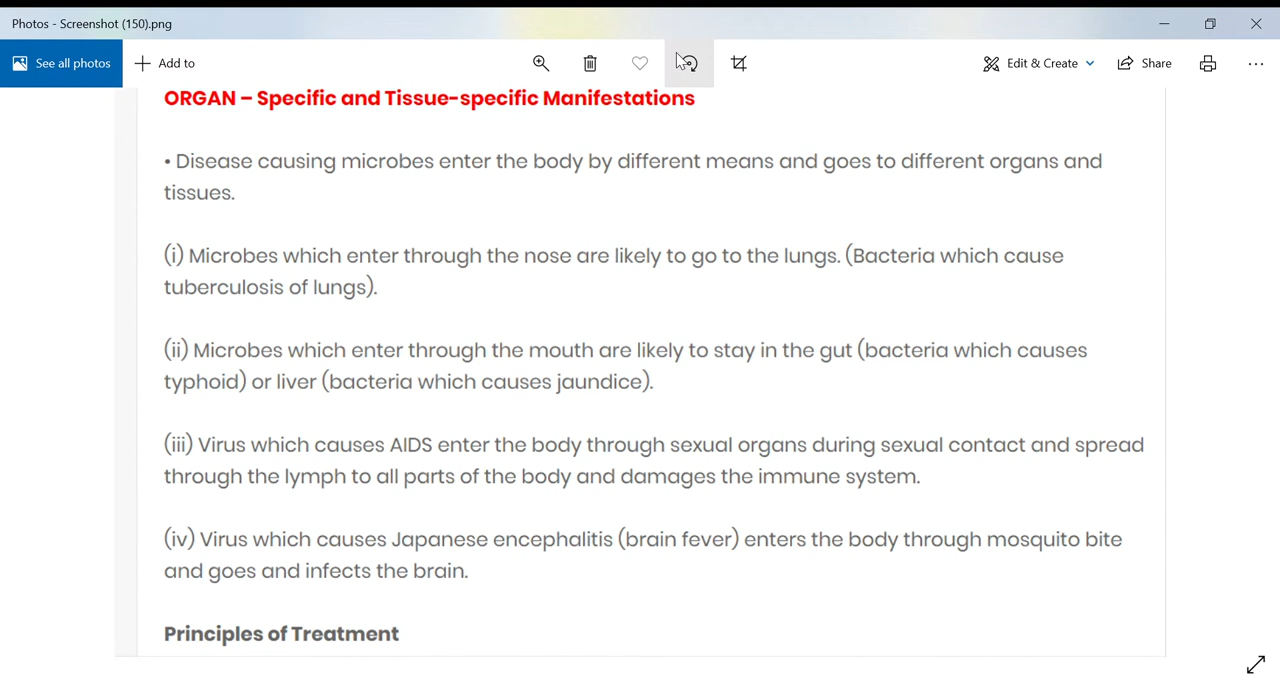 Photos - Screenshot (150).png
See all photos
Add to
Edit & Create
Share
ORGAN – Specific and Tissue-specific Manifestations
• Disease causing microbes enter the body by different means and goes to different organs and
tissues.
(i) Microbes which enter through the nose are likely to go to the lungs. (Bacteria which cause
tuberculosis of lungs).
(ii) Microbes which enter through the mouth are likely to stay in the gut (bacteria which causes
typhoid) or liver (bacteria which causes jaundice).
(iii) Virus which causes AIDS enter the body through sexual organs during sexual contact and spread
through the lymph to all parts of the body and damages the immune system.
(iv) Virus which causes Japanese encephalitis (brain fever) enters the body through mosquito bite
and goes and infects the brain.
Principles of Treatment